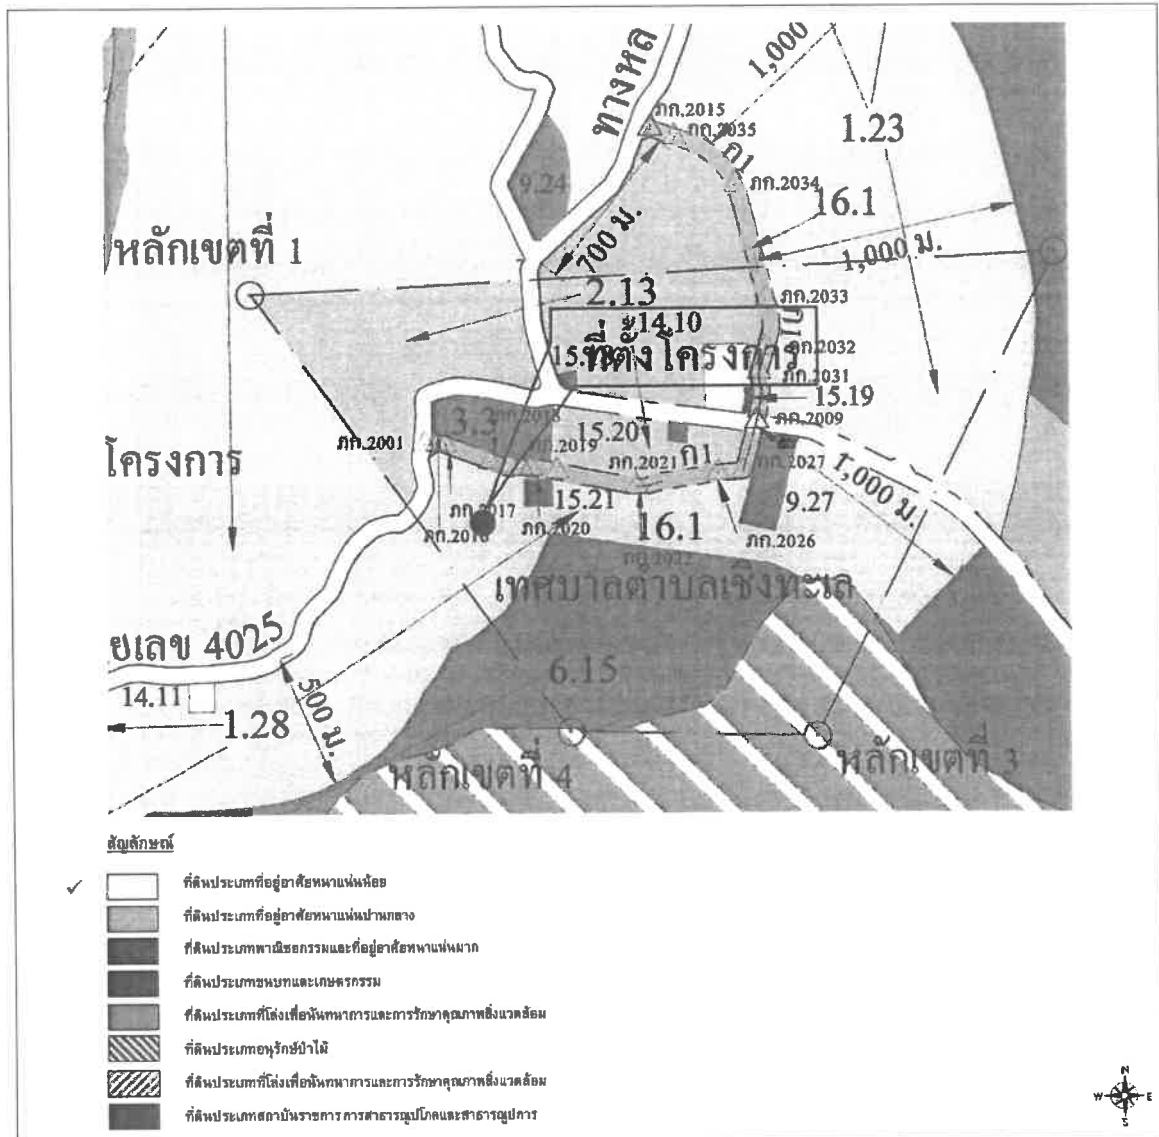 ทางหล
1,000
ภก.2015
ภก.2035
ก1
1.23
ภก.2034
9.24
16.1
หลักเขตที่ 1
700 ม.
1,000 ม.
2.13
ภก.2033
14.10
ที่ตั้งโครงการ
ภก.2032
ภก.2031
15.19
ภก.2009
3.3
ภก.2018
15.20
ภก.2001
ภก.2019
ภก.2021
ก1
ภก.2027
โครงการ
1,000 ม.
15.21
9.27
ภก.2017
ภก.2020
16.1
ภก.2026
เทศบาลตำบลเชิงทะเล
ยเลข 4025
6.15
14.11
500 ม.
1.28
หลักเขตที่ 4
หลักเขตที่ 3
สัญลักษณ์
ที่ดินประเภทที่อยู่อาศัยหนาแน่นน้อย
ที่ดินประเภทที่อยู่อาศัยหนาแน่นปานกลาง
ที่ดินประเภทพาณิชยกรรมและที่อยู่อาศัยหนาแน่นมาก
ที่ดินประเภทชนบทและเกษตรกรรม
ที่ดินประเภทที่โล่งเพื่อนันทนาการและการรักษาคุณภาพสิ่งแวดล้อม
ที่ดินประเภทอนุรักษ์ป่าไม้
ที่ดินประเภทที่โล่งเพื่อนันทนาการและการรักษาคุณภาพสิ่งแวดล้อม
ที่ดินประเภทสถาบันราชการ การสาธารณูปโภคและสาธารณูปการ
N
W
E
S